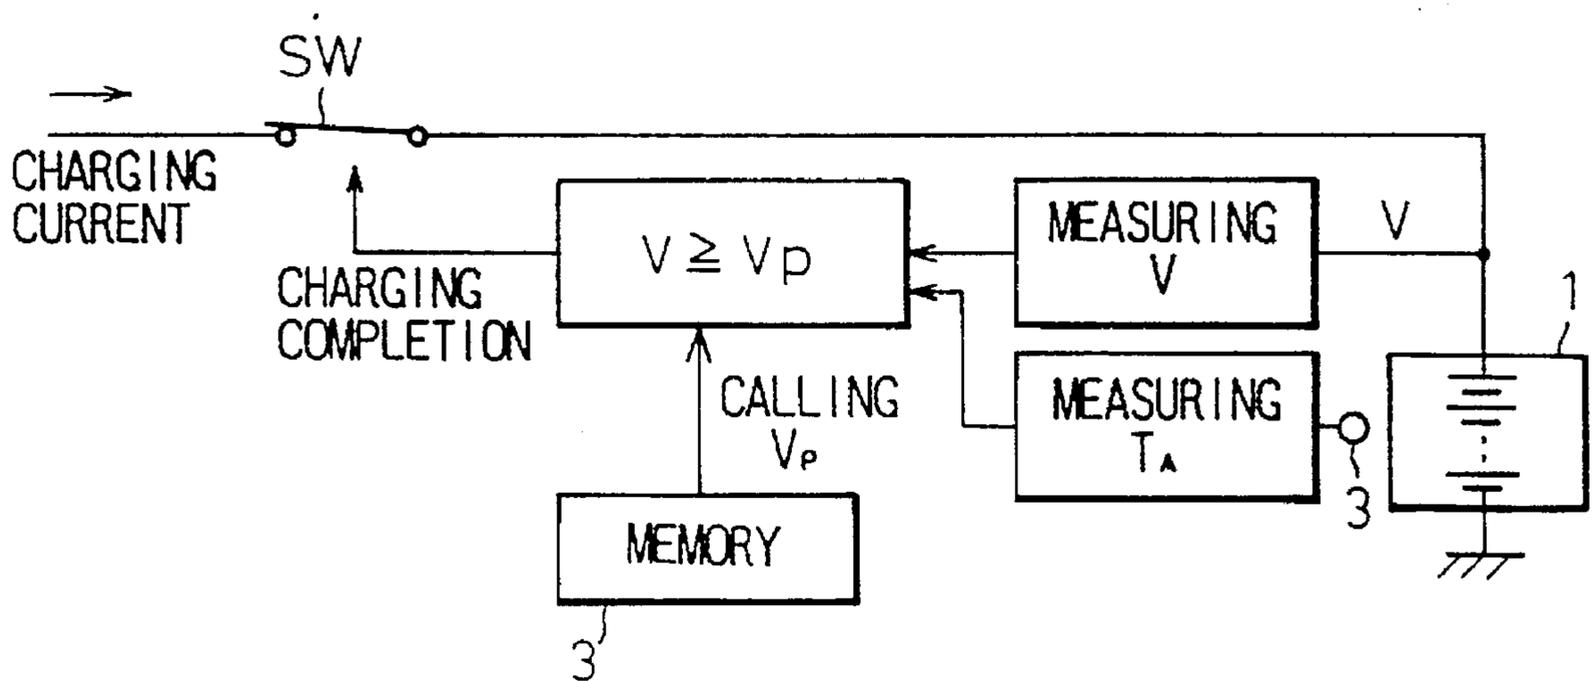 SW
CHARGING
CURRENT
V ≧ Vp
MEASURING
V
V
1
CHARGING
COMPLETION
CALLING
VP
MEASURING
TA
3
MEMORY
3